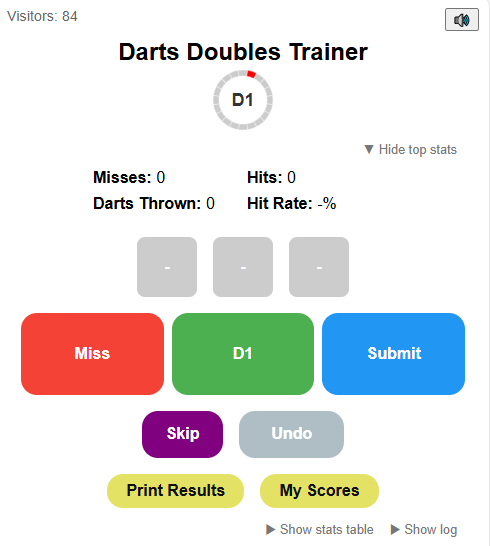 Visitors: 84
Darts Doubles Trainer
D1
▼ Hide top stats
Misses: 0 Hits: 0
Darts Thrown: 0 Hit Rate: -%
- - -
Miss D1 Submit
Skip Undo
Print Results My Scores
▶ Show stats table ▶ Show log